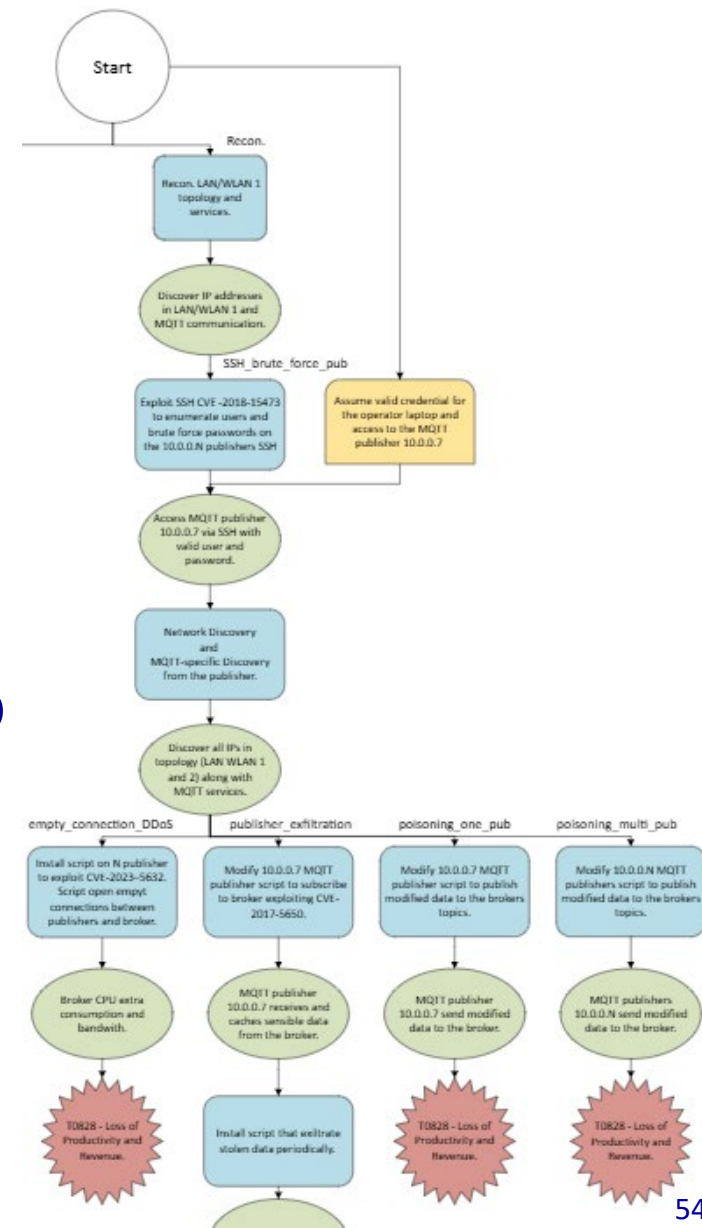 Start
Recon.
Recon. LAN/WLAN 1
topology and
services.
Discover IP addresses
in LAN/WLAN 1 and
MQTT communication.
SSH_brute_force_pub
Exploit SSH CVE -2018-15473
to enumerate users and
brute force passwords on
the 10.0.0.N publishers SSH
Assume valid credential for
the operator laptop and
access to the MQTT
publisher 10.0.0.7
Access MQTT publisher
10.0.0.7 via SSH with
valid user and
password.
Network Discovery
and
MQTT-specific Discovery
from the publisher.
)
Discover all IPs in
topology (LAN WLAN 1
and 2) along with
MQTT services.
empty_connection_DDoS
publisher_exfiltration
poisoning_one_pub
poisoning_multi_pub
Install script on N publisher
to exploit CVE-2023-5632.
Script open empyt
connections between
publishers and broker.
Modify 10.0.0.7 MQTT
publisher script to subscribe
to broker exploiting CVE-
2017-5650.
Modify 10.0.0.7 MQTT
publisher script to publish
modified data to the brokers
topics.
Modify 10.0.0.N MQTT
publishers script to publish
modified data to the brokers
topics.
Broker CPU extra
consumption and
bandwith.
MQTT publisher
10.0.0.7 receives and
caches sensible data
from the broker.
MQTT publisher
10.0.0.7 send modified
data to the broker.
MQTT publishers
10.0.0.N send modified
data to the broker.
T0828 - Loss of
Productivity and
Revenue.
Install script that exiltrate
stolen data periodically.
T0828 - Loss of
Productivity and
Revenue.
T0828 - Loss of
Productivity and
Revenue.
54